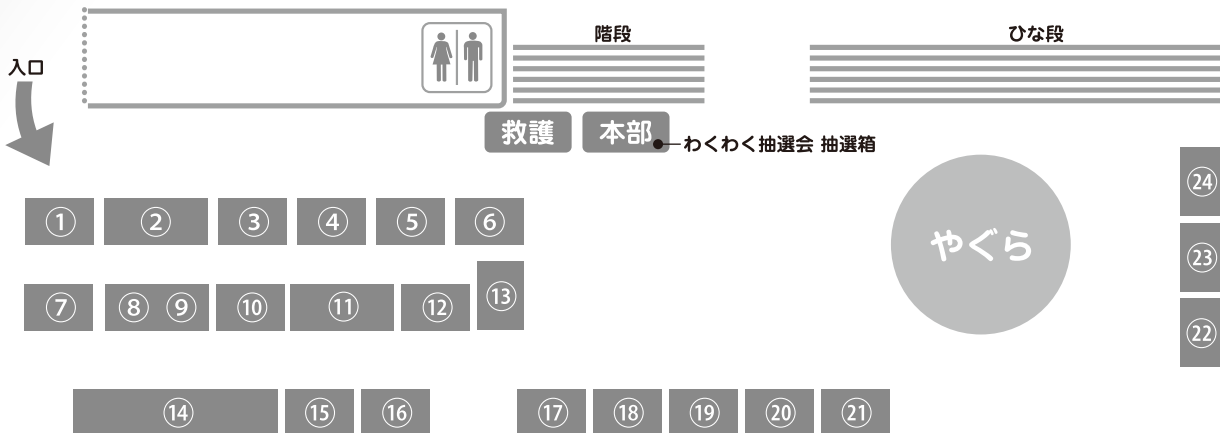 階段
ひな段
入口
救護
本部
わくわく抽選会 抽選箱
① ② ③ ④ ⑤ ⑥
やぐら
㉔
㉓
㉒
⑦ ⑧ ⑨ ⑩ ⑪ ⑫ ⑬
⑭ ⑮ ⑯ ⑰ ⑱ ⑲ ⑳ ㉑